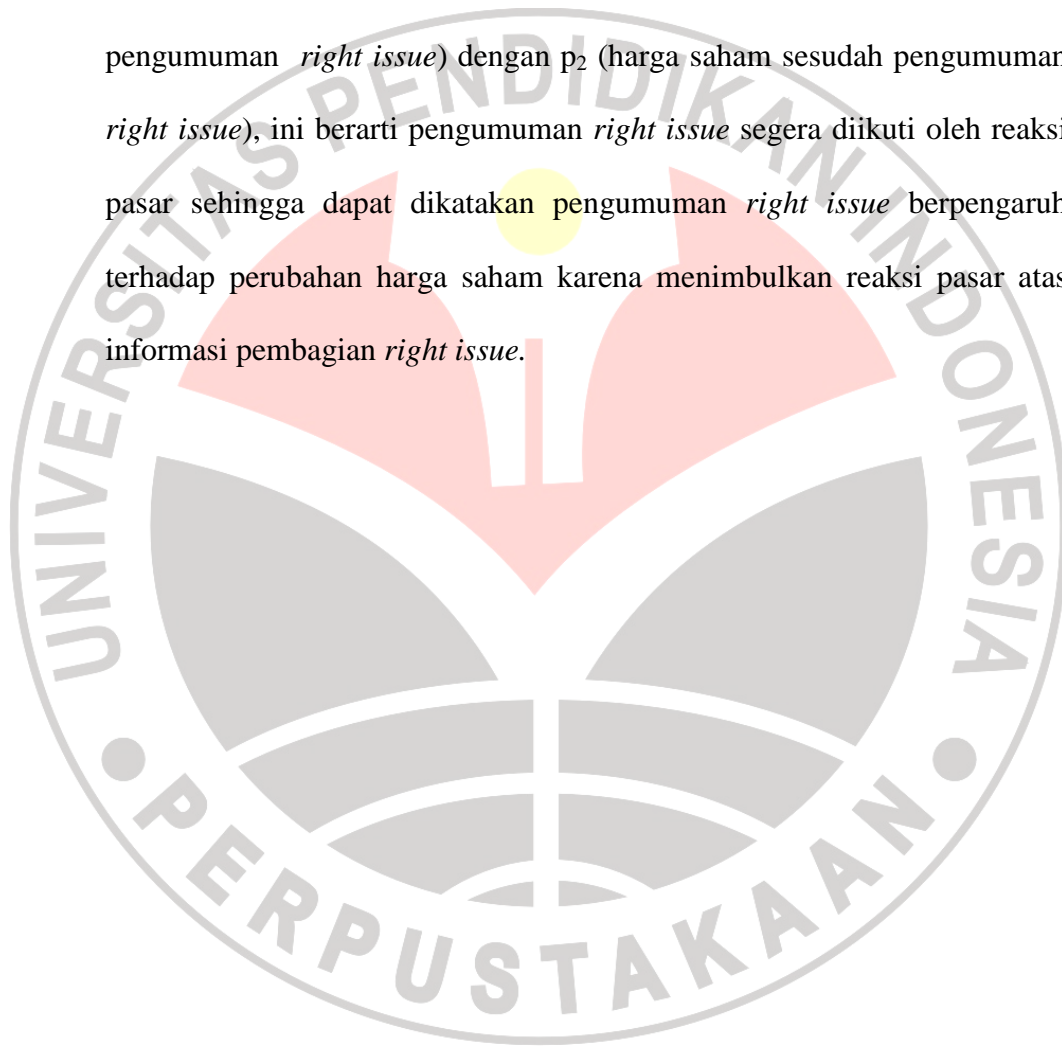 pengumuman right issue) dengan p₂ (harga saham sesudah pengumuman
right issue), ini berarti pengumuman right issue segera diikuti oleh reaksi
pasar sehingga dapat dikatakan pengumuman right issue berpengaruh
terhadap perubahan harga saham karena menimbulkan reaksi pasar atas
informasi pembagian right issue.
UNIVERSITAS PENDIDIKAN INDONESIA
PERPUSTAKAAN